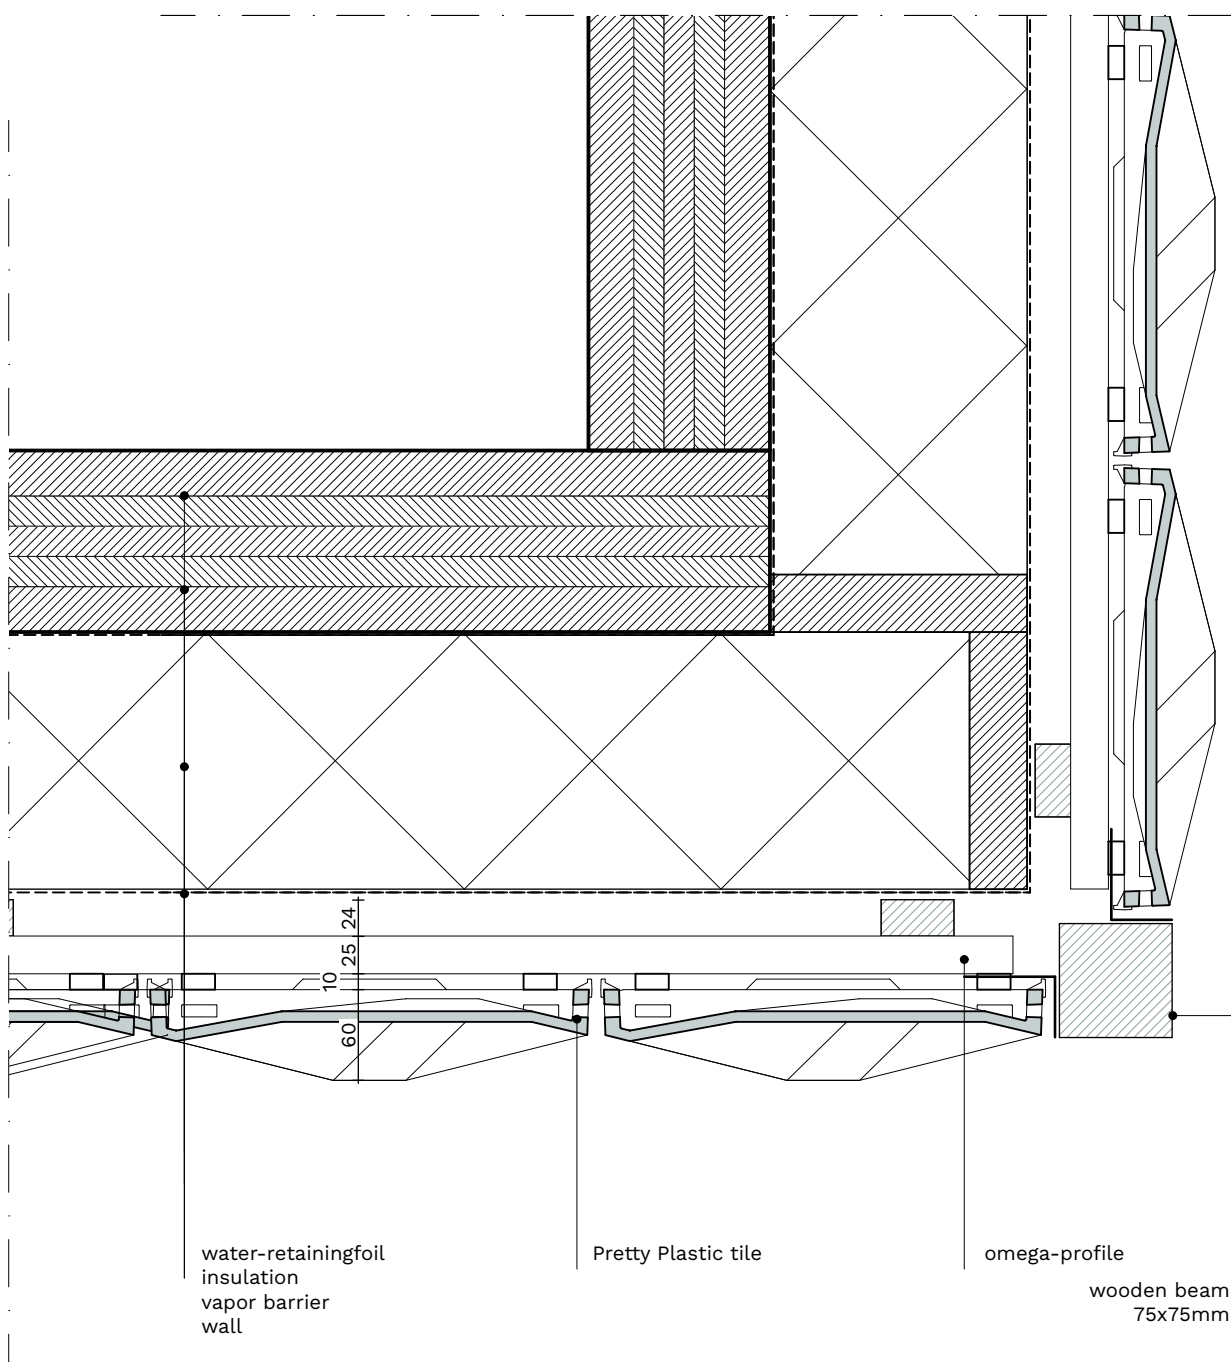 24
25
10
60
water-retainingfoil
insulation
vapor barrier
wall
Pretty Plastic tile
omega-profile
wooden beam
75x75mm